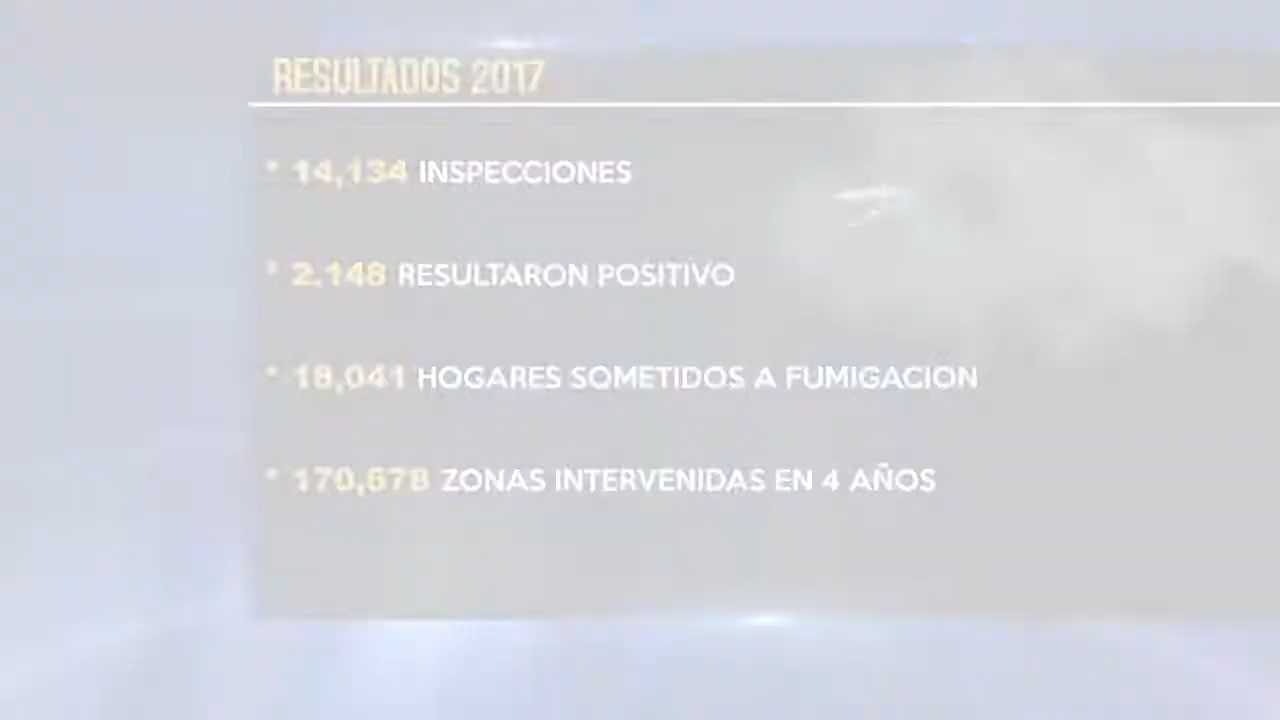 RESULTADOS 2017
* 14,134 INSPECCIONES
* 2,148 RESULTARON POSITIVO
* 18,041 HOGARES SOMETIDOS A FUMIGACION
* 170,678 ZONAS INTERVENIDAS EN 4 AÑOS